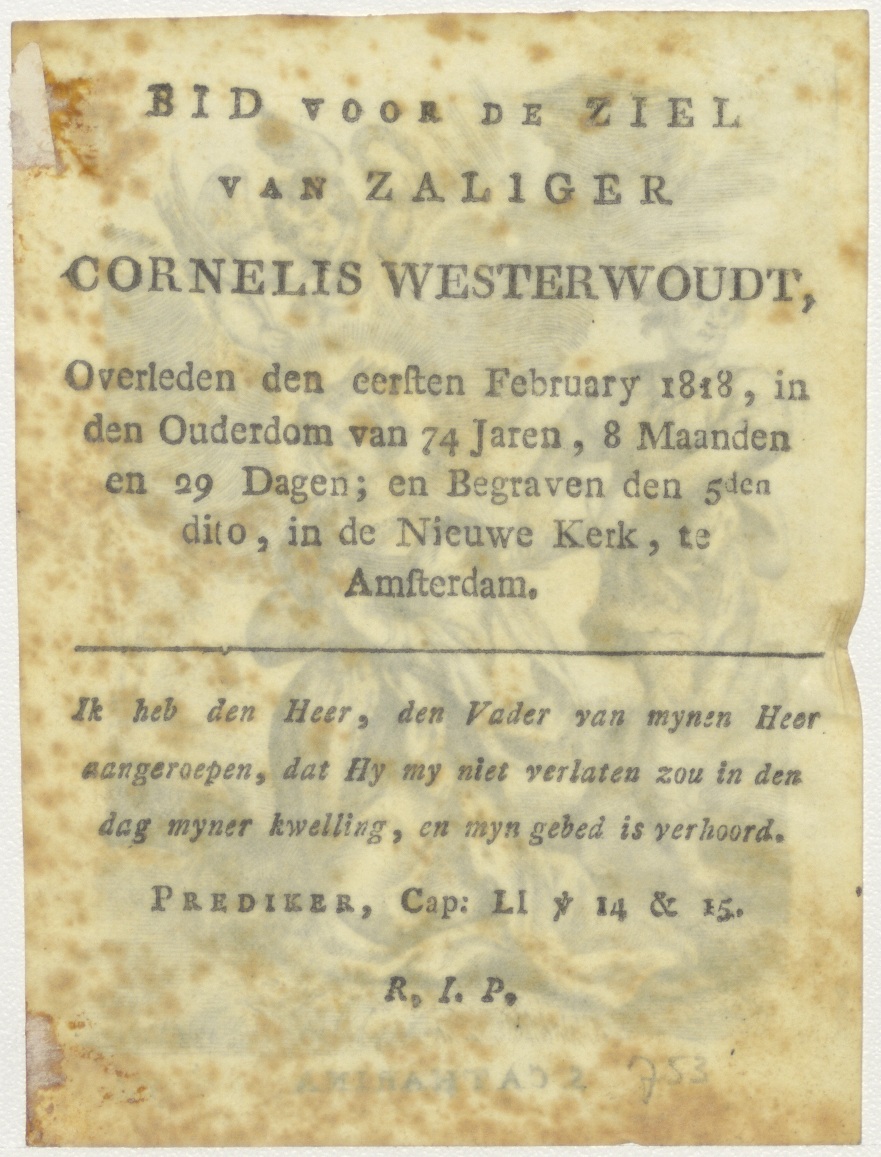 BID VOOR DE ZIEL
VAN ZALIGER
CORNELIS WESTERWOUDT,
Overleden den eerſten February 1818, in
den Ouderdom van 74 Jaren, 8 Maanden
en 29 Dagen; en Begraven den 5den
dito, in de Nieuwe Kerk, te
Amſterdam.
Ik heb den Heer, den Vader van mynen Heer
aangeroepen, dat Hy my niet verlaten zou in den
dag myner kwelling, en myn gebed is verhoord.
PREDIKER, Cap: LI ℣ 14 & 15.
R. I. P.
S CATHARINA
753